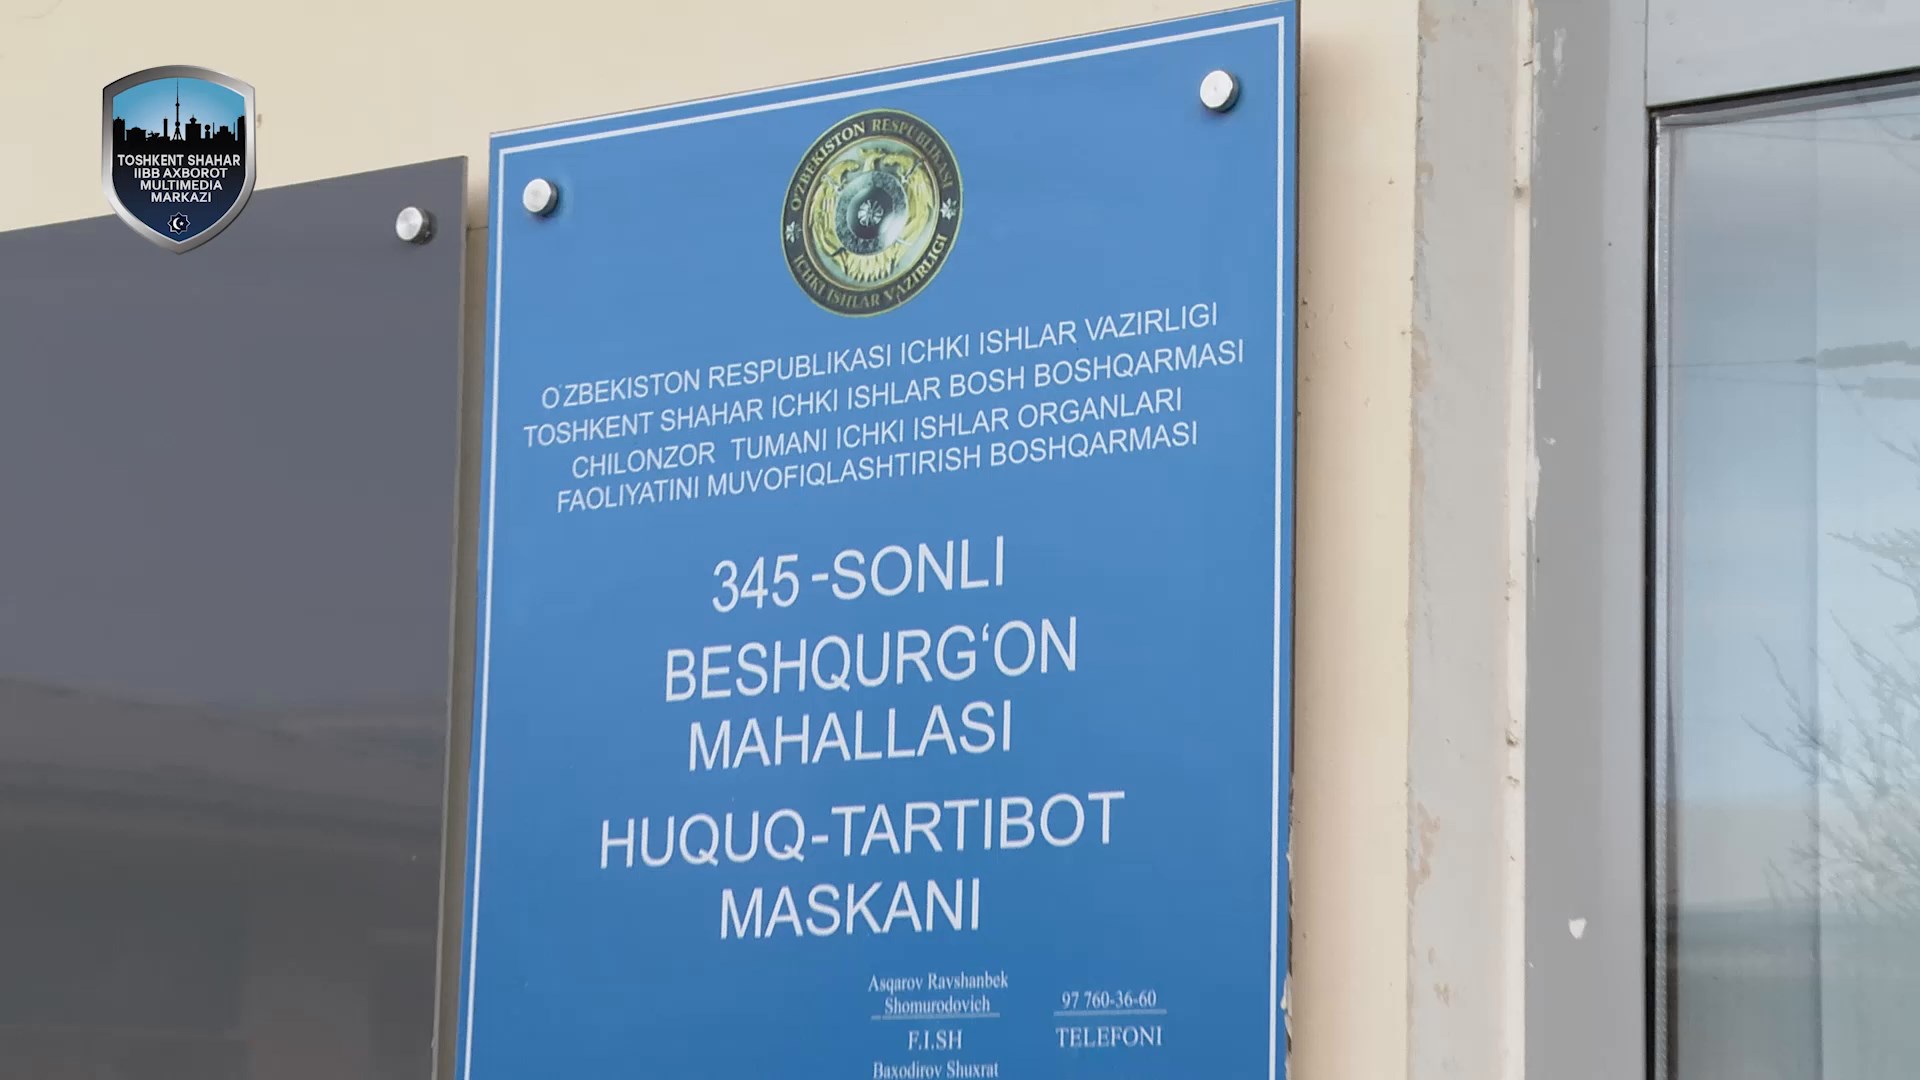 TOSHKENT SHAHAR
IIBB AXBOROT
MULTIMEDIA
MARKAZI
O'ZBEKISTON RESPUBLIKASI
ICHKI ISHLAR VAZIRLIGI
O'ZBEKISTON RESPUBLIKASI ICHKI ISHLAR VAZIRLIGI
TOSHKENT SHAHAR ICHKI ISHLAR BOSH BOSHQARMASI
CHILONZOR TUMANI ICHKI ISHLAR ORGANLARI
FAOLIYATINI MUVOFIQLASHTIRISH BOSHQARMASI
345-SONLI
BESHQURG‘ON
MAHALLASI
HUQUQ-TARTIBOT
MASKANI
Asqarov Ravshanbek
Shomurodovich
97 760-36-60
F.I.SH
TELEFONI
Baxodirov Shuxrat